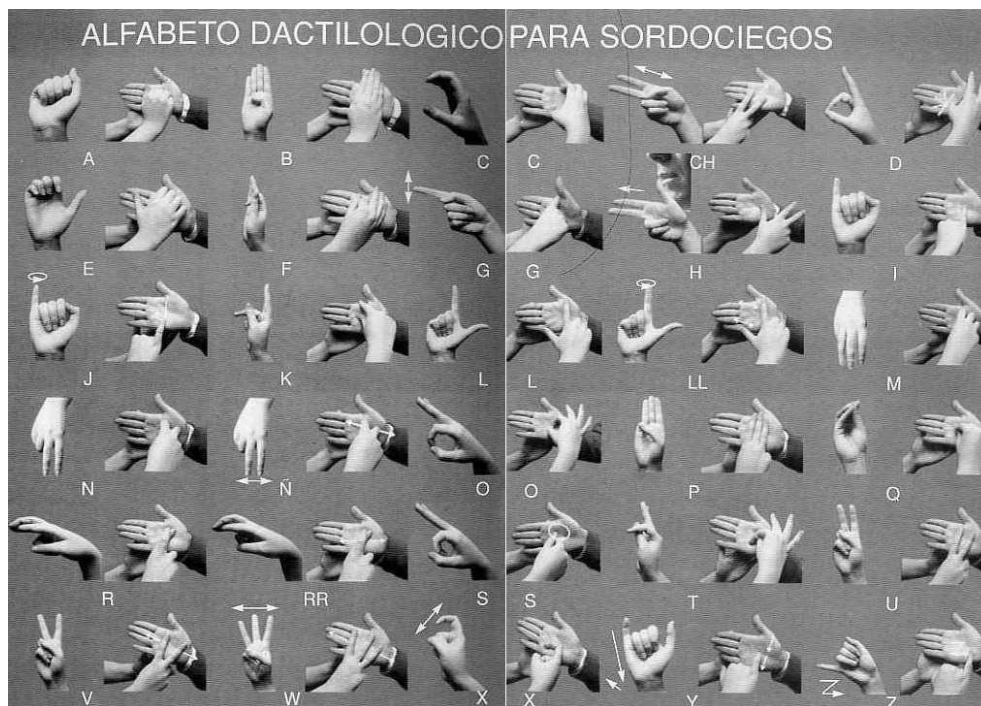 ALFABETO DACTILOLOGICO PARA SORDOCIEGOS
A B C C CH D
E F G G H I
J K L L LL M
N Ñ O O P Q
R RR S S T U
V W X X Y Z